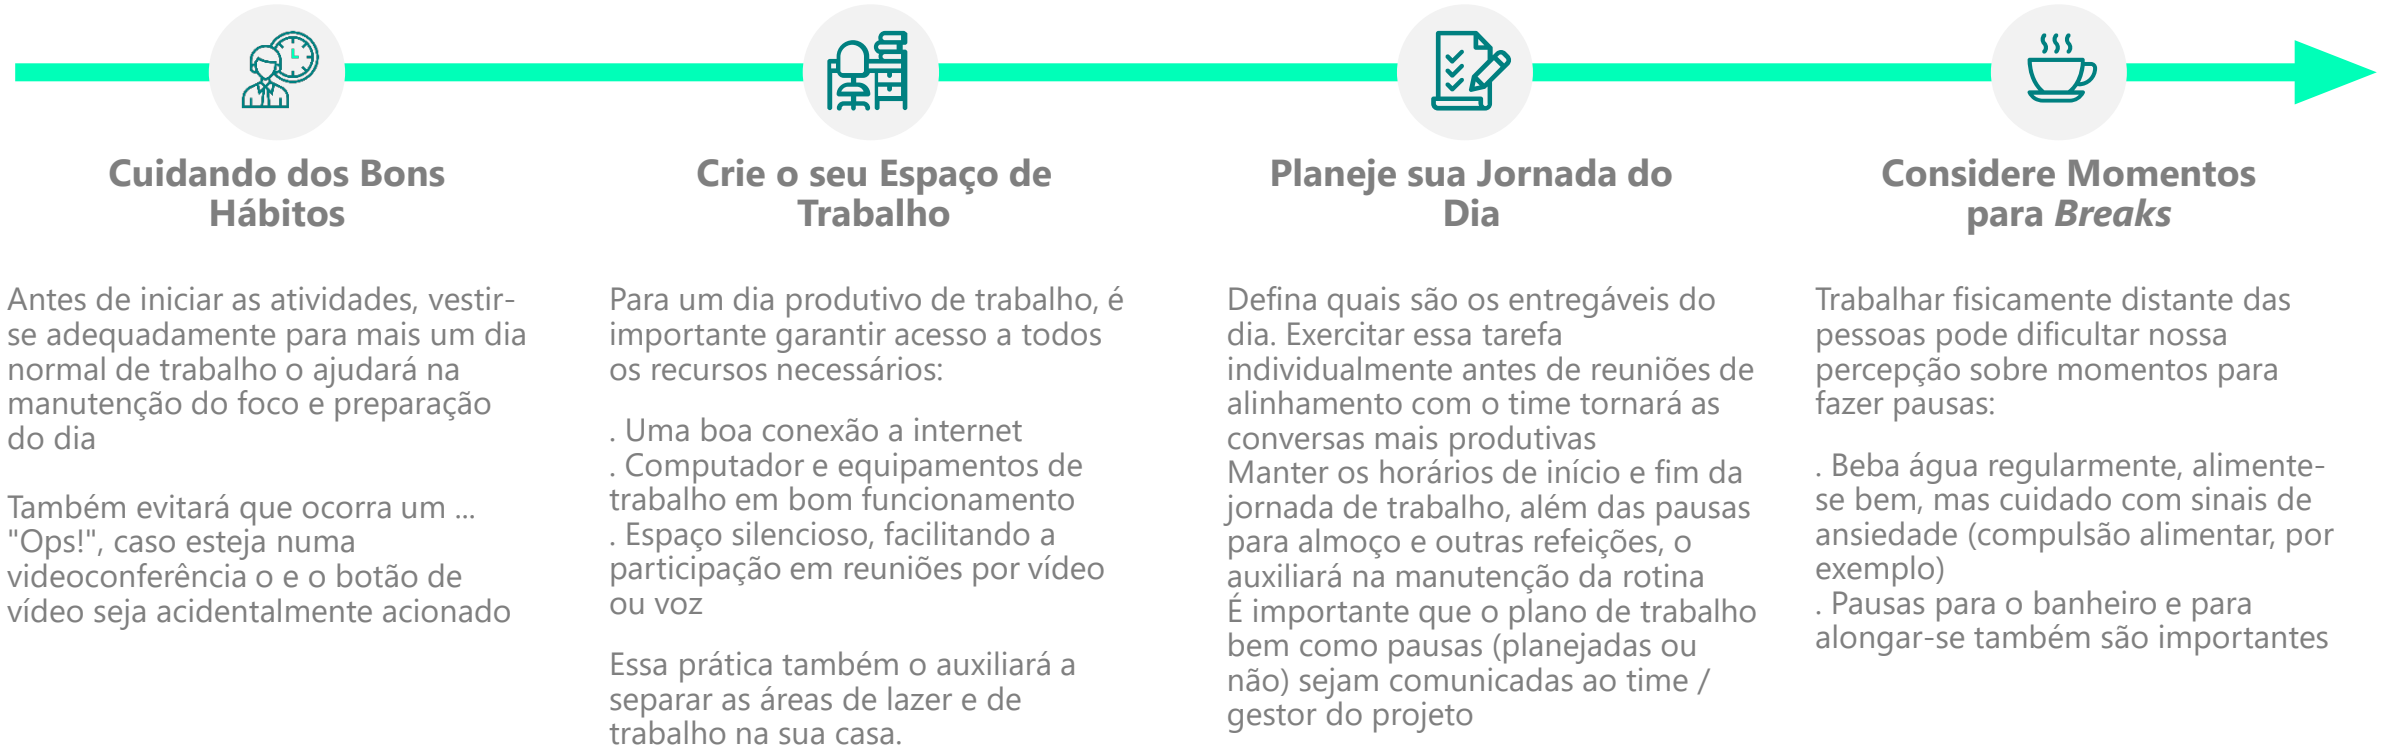 Cuidando dos Bons
Hábitos
Antes de iniciar as atividades, vestir-
se adequadamente para mais um dia
normal de trabalho o ajudará na
manutenção do foco e preparação
do dia
Também evitará que ocorra um ...
"Ops!", caso esteja numa
videoconferência o e o botão de
vídeo seja acidentalmente acionado
Crie o seu Espaço de
Trabalho
Para um dia produtivo de trabalho, é
importante garantir acesso a todos
os recursos necessários:
. Uma boa conexão a internet
. Computador e equipamentos de
trabalho em bom funcionamento
. Espaço silencioso, facilitando a
participação em reuniões por vídeo
ou voz
Essa prática também o auxiliará a
separar as áreas de lazer e de
trabalho na sua casa.
Planeje sua Jornada do
Dia
Defina quais são os entregáveis do
dia. Exercitar essa tarefa
individualmente antes de reuniões de
alinhamento com o time tornará as
conversas mais produtivas
Manter os horários de início e fim da
jornada de trabalho, além das pausas
para almoço e outras refeições, o
auxiliará na manutenção da rotina
É importante que o plano de trabalho
bem como pausas (planejadas ou
não) sejam comunicadas ao time /
gestor do projeto
Considere Momentos
para Breaks
Trabalhar fisicamente distante das
pessoas pode dificultar nossa
percepção sobre momentos para
fazer pausas:
. Beba água regularmente, alimente-
se bem, mas cuidado com sinais de
ansiedade (compulsão alimentar, por
exemplo)
. Pausas para o banheiro e para
alongar-se também são importantes